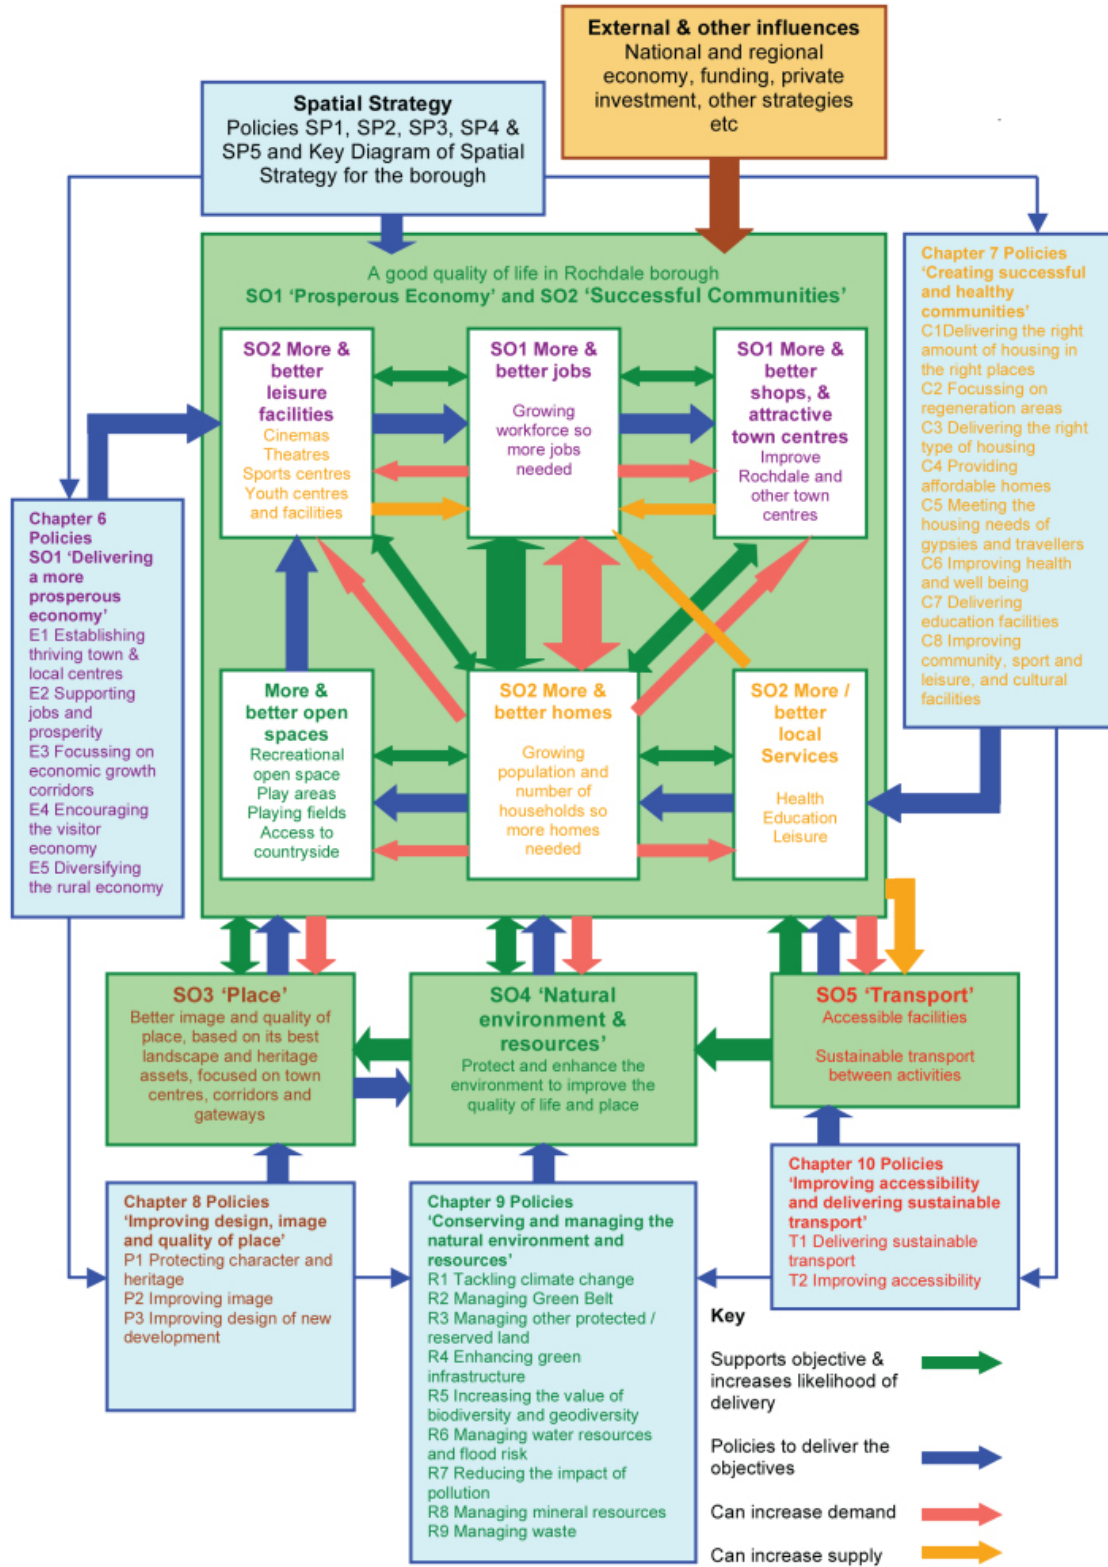 External & other influences
National and regional
economy, funding, private
investment, other strategies
etc
Spatial Strategy
Policies SP1, SP2, SP3, SP4 &
SP5 and Key Diagram of Spatial
Strategy for the borough
A good quality of life in Rochdale borough
SO1 ‘Prosperous Economy’ and SO2 ‘Successful Communities’
SO2 More &
better
leisure
facilities
Cinemas
Theatres
Sports centres
Youth centres
and facilities
SO1 More &
better jobs
Growing
workforce so
more jobs
needed
SO1 More &
better
shops, &
attractive
town centres
Improve
Rochdale and
other town
centres
More &
better open
spaces
Recreational
open space
Play areas
Playing fields
Access to
countryside
SO2 More &
better homes
Growing
population and
number of
households so
more homes
needed
SO2 More /
better
local
Services
Health
Education
Leisure
Chapter 6
Policies
SO1 ‘Delivering
a more
prosperous
economy’
E1 Establishing
thriving town &
local centres
E2 Supporting
jobs and
prosperity
E3 Focussing on
economic growth
corridors
E4 Encouraging
the visitor
economy
E5 Diversifying
the rural economy
Chapter 7 Policies
‘Creating successful
and healthy
communities’
C1Delivering the right
amount of housing in
the right places
C2 Focussing on
regeneration areas
C3 Delivering the right
type of housing
C4 Providing
affordable homes
C5 Meeting the
housing needs of
gypsies and travellers
C6 Improving health
and well being
C7 Delivering
education facilities
C8 Improving
community, sport and
leisure, and cultural
facilities
SO3 ‘Place’
Better image and quality of
place, based on its best
landscape and heritage
assets, focused on town
centres, corridors and
gateways
SO4 ‘Natural
environment &
resources’
Protect and enhance the
environment to improve the
quality of life and place
SO5 ‘Transport’
Accessible facilities
Sustainable transport
between activities
Chapter 8 Policies
‘Improving design, image
and quality of place’
P1 Protecting character and
heritage
P2 Improving image
P3 Improving design of new
development
Chapter 9 Policies
‘Conserving and managing the
natural environment and
resources’
R1 Tackling climate change
R2 Managing Green Belt
R3 Managing other protected /
reserved land
R4 Enhancing green
infrastructure
R5 Increasing the value of
biodiversity and geodiversity
R6 Managing water resources
and flood risk
R7 Reducing the impact of
pollution
R8 Managing mineral resources
R9 Managing waste
Chapter 10 Policies
‘Improving accessibility
and delivering sustainable
transport’
T1 Delivering sustainable
transport
T2 Improving accessibility
Key
Supports objective &
increases likelihood of
delivery
Policies to deliver the
objectives
Can increase demand
Can increase supply